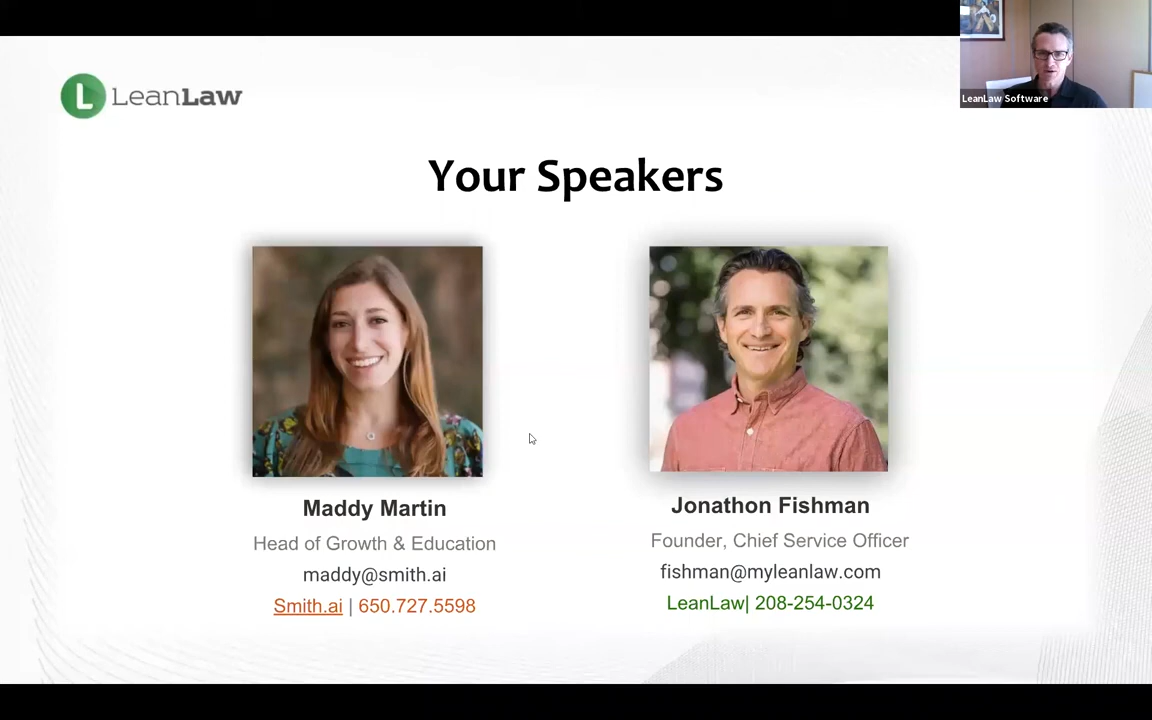 LeanLaw Software
L LeanLaw
Your Speakers
Maddy Martin
Head of Growth & Education
maddy@smith.ai
Smith.ai | 650.727.5598
Jonathon Fishman
Founder, Chief Service Officer
fishman@myleanlaw.com
LeanLaw| 208-254-0324